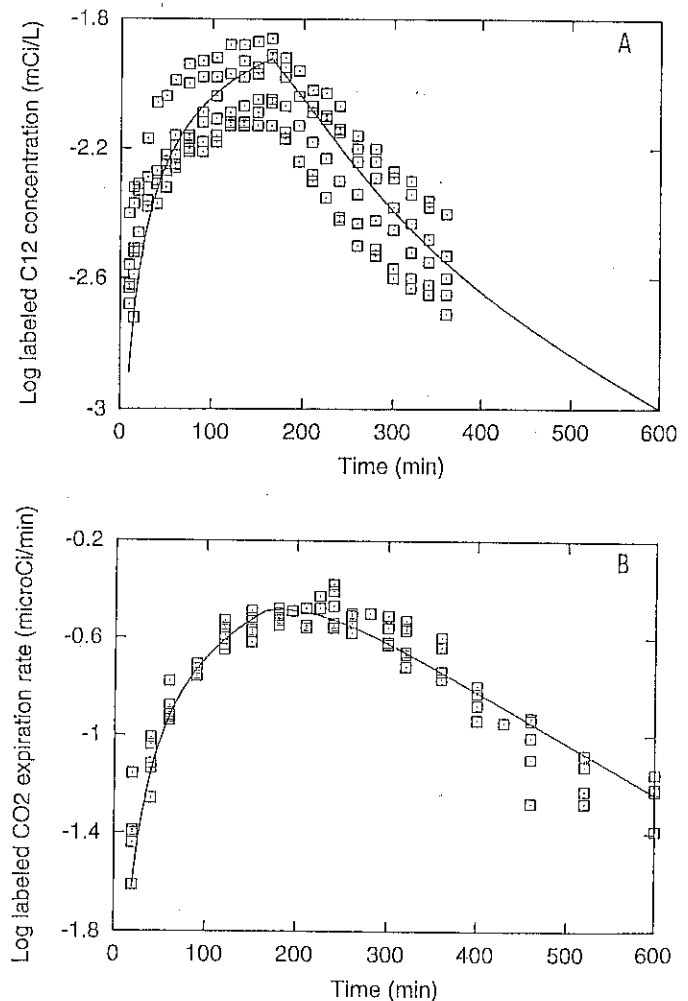 A
Log labeled C12 concentration (mCi/L)
-1.8
-2.2
-2.6
-3
0 100 200 300 400 500 600
Time (min)
B
Log labeled CO2 expiration rate (microCi/min)
-0.2
-0.6
-1
-1.4
-1.8
0 100 200 300 400 500 600
Time (min)